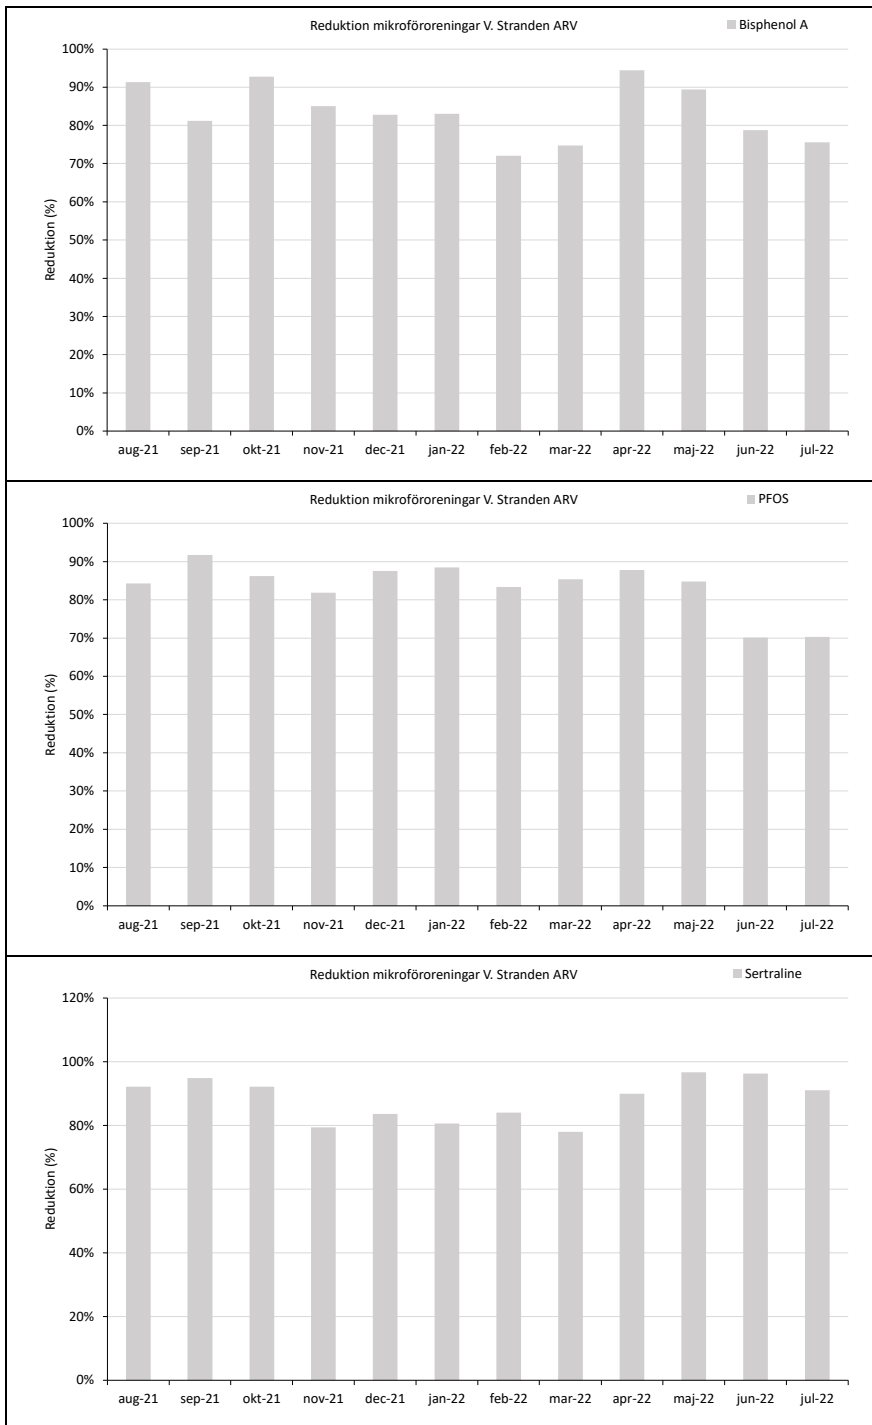 Reduktion mikroföroreningar V. Stranden ARV
Bisphenol A
100%
90%
80%
70%
60%
50%
40%
30%
20%
10%
0%
Reduktion (%)
aug-21 sep-21 okt-21 nov-21 dec-21 jan-22 feb-22 mar-22 apr-22 maj-22 jun-22 jul-22
Reduktion mikroföroreningar V. Stranden ARV
PFOS
100%
90%
80%
70%
60%
50%
40%
30%
20%
10%
0%
Reduktion (%)
aug-21 sep-21 okt-21 nov-21 dec-21 jan-22 feb-22 mar-22 apr-22 maj-22 jun-22 jul-22
Reduktion mikroföroreningar V. Stranden ARV
Sertraline
120%
100%
80%
60%
40%
20%
0%
Reduktion (%)
aug-21 sep-21 okt-21 nov-21 dec-21 jan-22 feb-22 mar-22 apr-22 maj-22 jun-22 jul-22